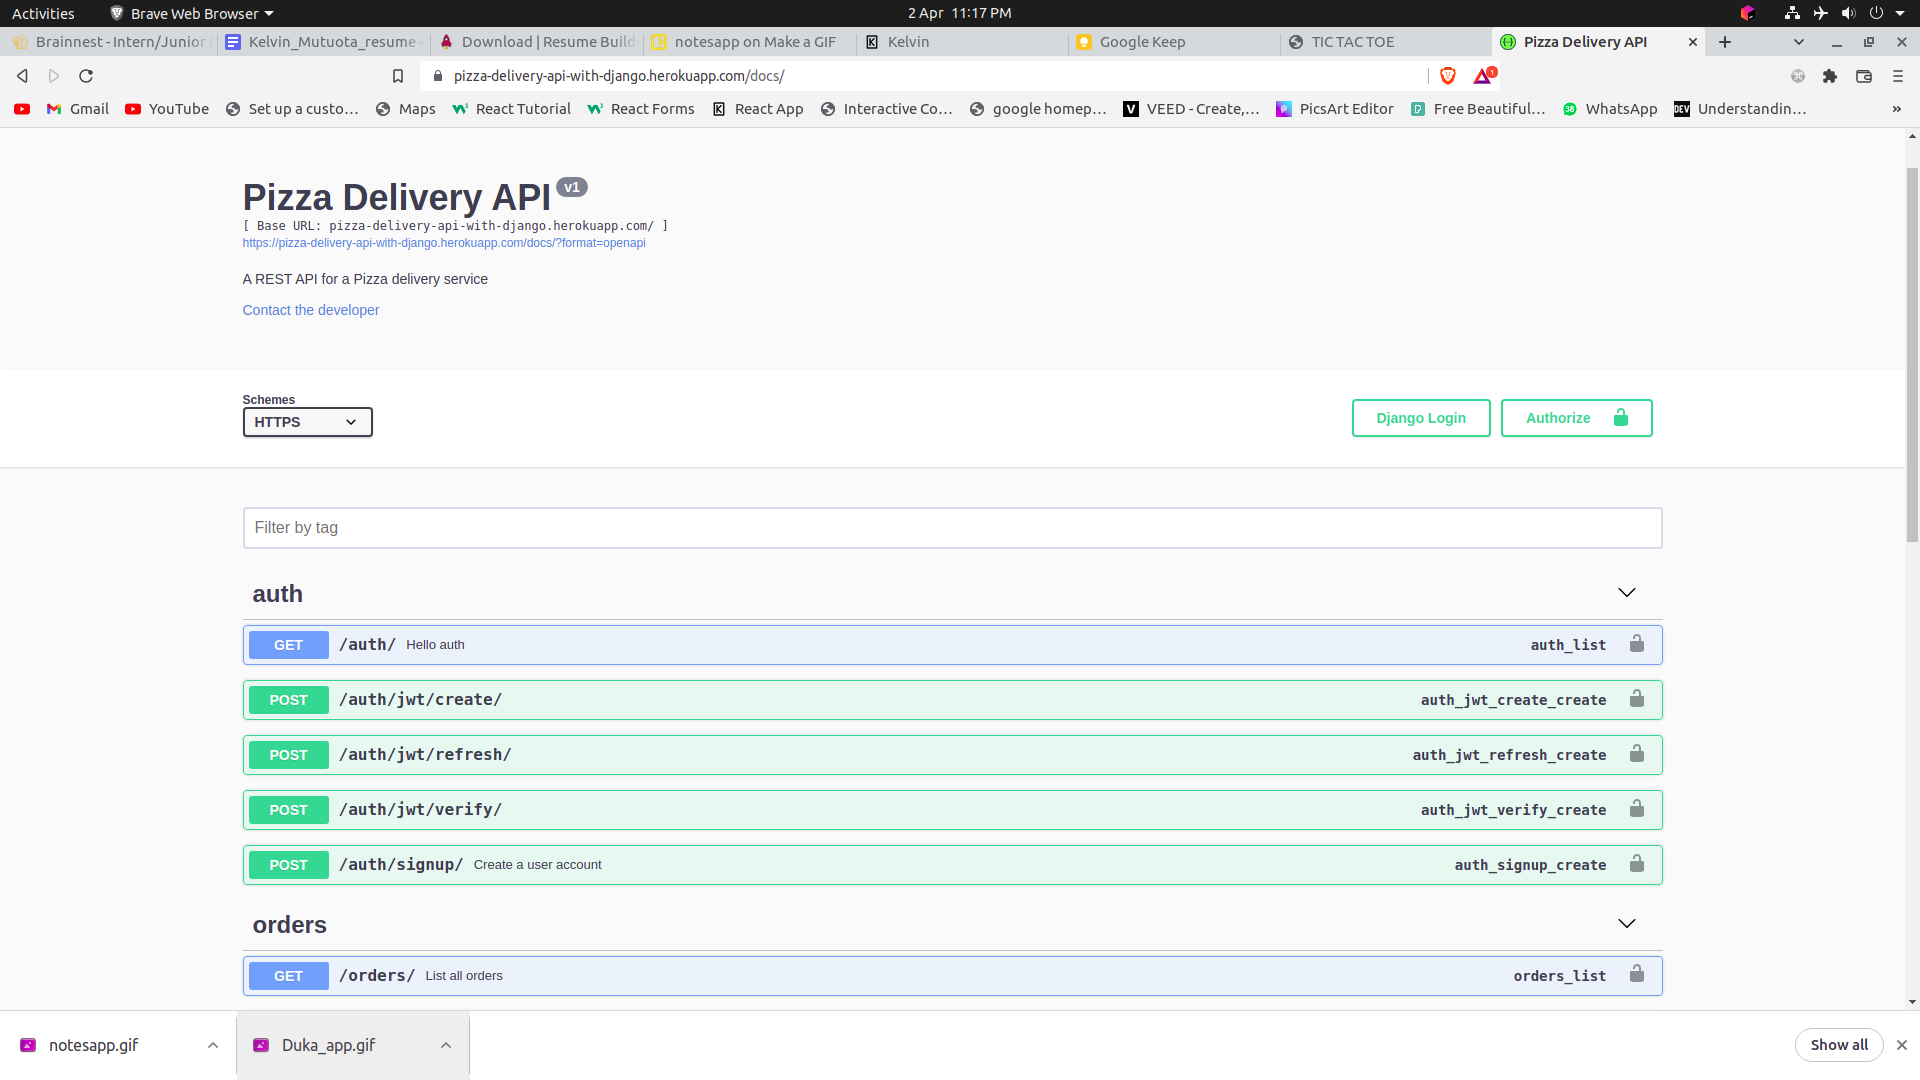 Activities
Brave Web Browser
2 Apr 11:17 PM
Brainnest - Intern/Junior
Kelvin_Mutuota_resume -
Download | Resume Build
notesapp on Make a GIF
Kelvin
Google Keep
TIC TAC TOE
Pizza Delivery API
pizza-delivery-api-with-django.herokuapp.com/docs/
1
Gmail
YouTube
Set up a custo…
Maps
React Tutorial
React Forms
React App
Interactive Co…
google homep…
VEED - Create,…
PicsArt Editor
Free Beautiful…
WhatsApp
Understandin…
»
Pizza Delivery API v1
[ Base URL: pizza-delivery-api-with-django.herokuapp.com/ ]
https://pizza-delivery-api-with-django.herokuapp.com/docs/?format=openapi
A REST API for a Pizza delivery service
Contact the developer
Schemes
HTTPS
Django Login
Authorize
Filter by tag
auth
GET /auth/ Hello auth auth_list
POST /auth/jwt/create/ auth_jwt_create_create
POST /auth/jwt/refresh/ auth_jwt_refresh_create
POST /auth/jwt/verify/ auth_jwt_verify_create
POST /auth/signup/ Create a user account auth_signup_create
orders
GET /orders/ List all orders orders_list
notesapp.gif
Duka_app.gif
Show all